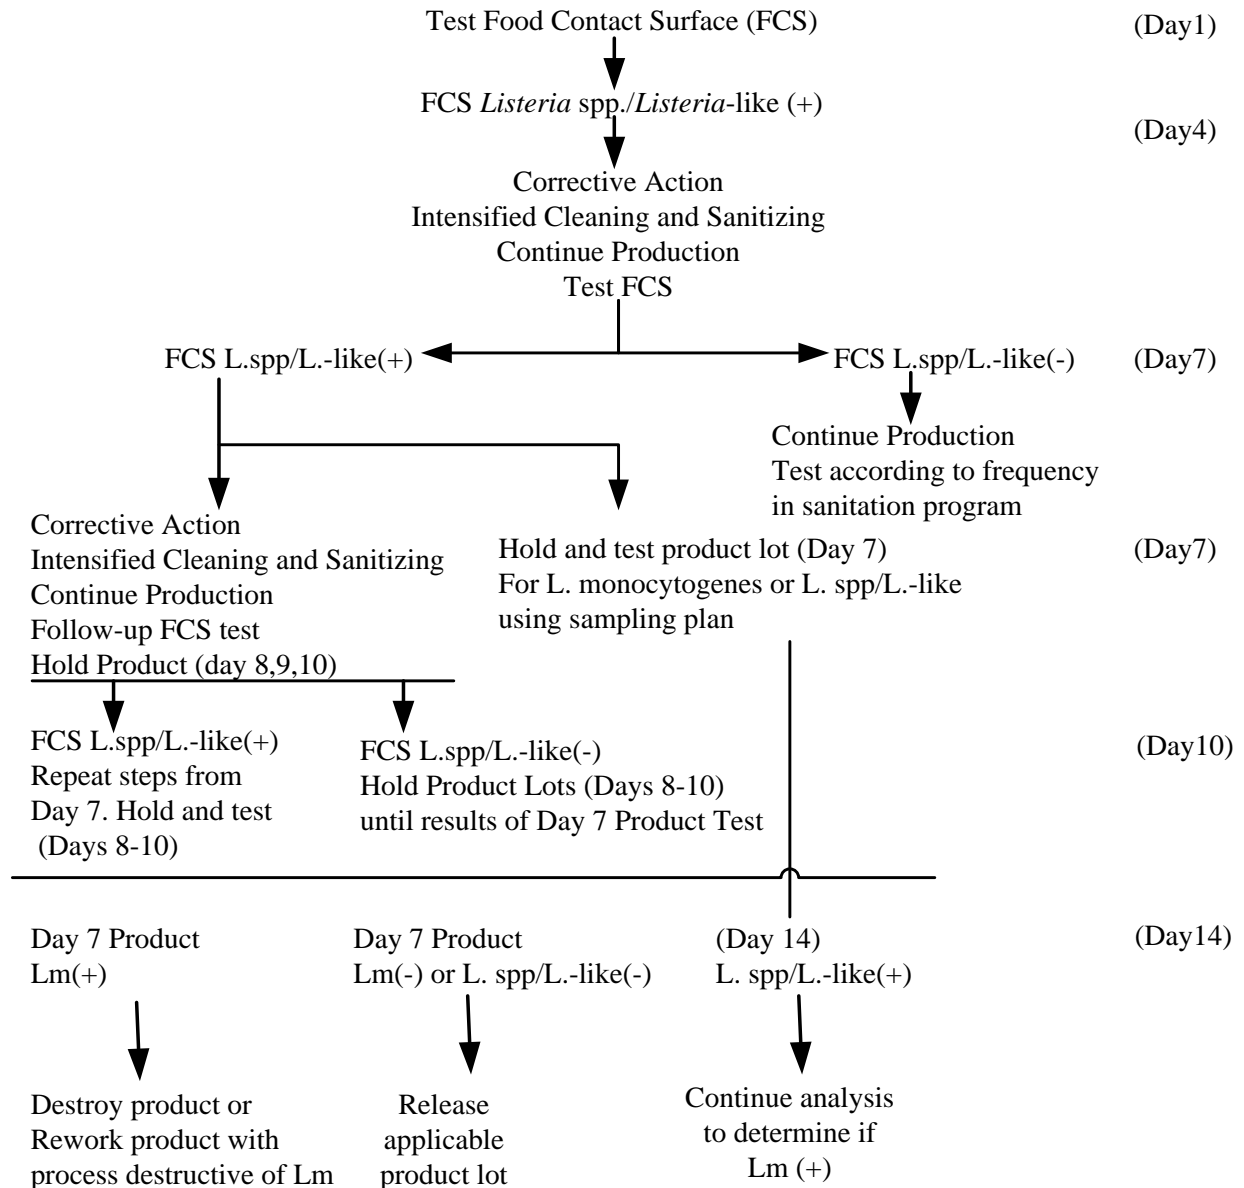 Test Food Contact Surface (FCS)
(Day1)
FCS Listeria spp./Listeria-like (+)
(Day4)
Corrective Action
Intensified Cleaning and Sanitizing
Continue Production
Test FCS
FCS L.spp/L.-like(+)
FCS L.spp/L.-like(-)
(Day7)
Continue Production
Test according to frequency
in sanitation program
Corrective Action
Intensified Cleaning and Sanitizing
Continue Production
Follow-up FCS test
Hold Product (day 8,9,10)
Hold and test product lot (Day 7)
For L. monocytogenes or L. spp/L.-like
using sampling plan
(Day7)
FCS L.spp/L.-like(+)
Repeat steps from
Day 7. Hold and test
(Days 8-10)
FCS L.spp/L.-like(-)
Hold Product Lots (Days 8-10)
until results of Day 7 Product Test
(Day10)
Day 7 Product
Lm(+)
Day 7 Product
Lm(-) or L. spp/L.-like(-)
(Day 14)
L. spp/L.-like(+)
(Day14)
Destroy product or
Rework product with
process destructive of Lm
Release
applicable
product lot
Continue analysis
to determine if
Lm (+)